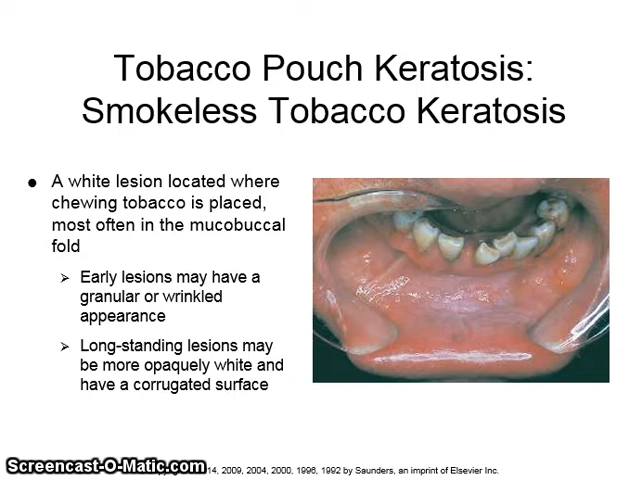 Tobacco Pouch Keratosis:
Smokeless Tobacco Keratosis
● A white lesion located where
chewing tobacco is placed,
most often in the mucobuccal
fold
➢ Early lesions may have a
granular or wrinkled
appearance
➢ Long-standing lesions may
be more opaquely white and
have a corrugated surface
Screencast-O-Matic.com
14, 2009, 2004, 2000, 1996, 1992 by Saunders, an imprint of Elsevier Inc.